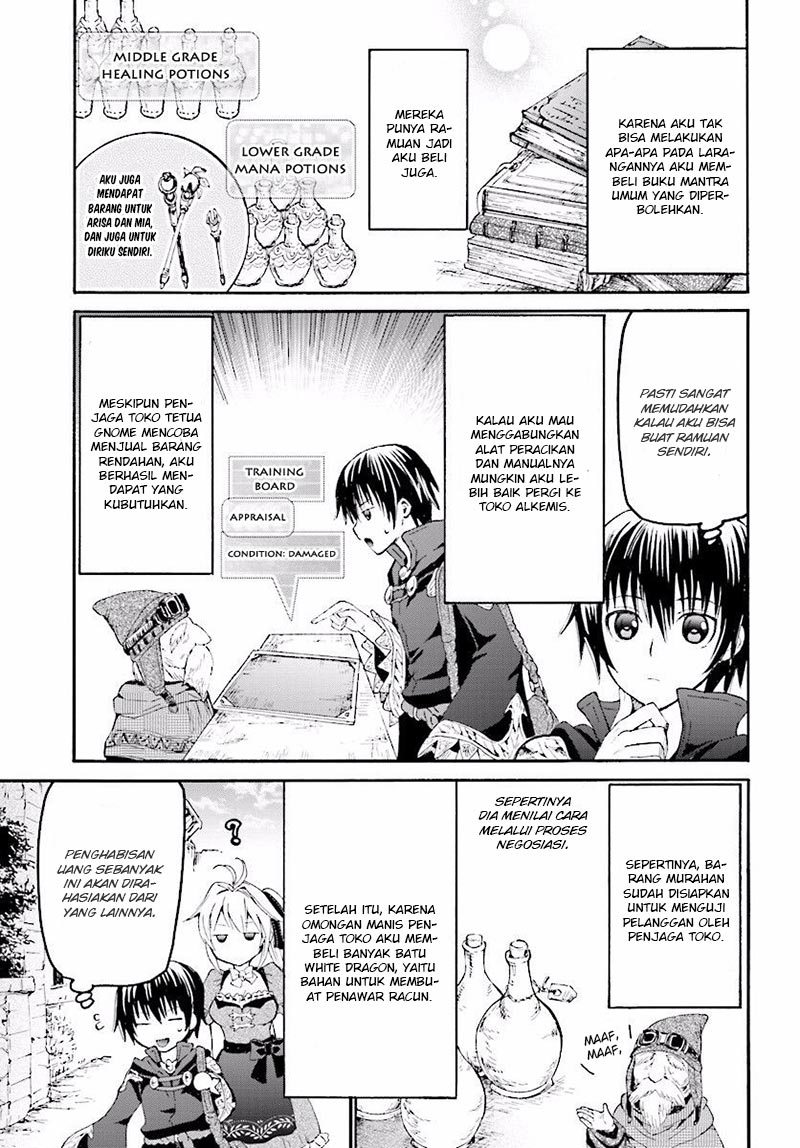 KARENA AKU TAK
BISA MELAKUKAN
APA-APA PADA LARA-
NGANNYA AKU MEM-
BELI BUKU MANTRA
UMUM YANG DIPER-
BOLEHKAN.
MEREKA
PUNYA RA-
MUAN JADI
AKU BELI
JUGA.
MIDDLE GRADE
HEALING POTIONS
LOWER GRADE
MANA POTIONS
AKU JUGA
MENDAPAT
BARANG UNTUK
ARISA DAN MIA,
DAN JUGA UNTUK
DIRIKU SENDIRI.
PASTI SANGAT
MEMUDAHKAN
KALAU AKU BISA
BUAT RAMUAN
SENDIRI.
KALAU AKU MAU
MENGGABUNGKAN
ALAT PERACIKAN
DAN MANUALNYA
MUNGKIN AKU LE-
BIH BAIK PERGI KE
TOKO ALKEMIS.
TRAINING
BOARD
APPRAISAL
CONDITION: DAMAGED
MESKIPUN PEN-
JAGA TOKO TETUA
GNOME MENCOBA
MENJUAL BARANG
RENDAHAN, AKU
BERHASIL MEN-
DAPAT YANG
KUBUTUHKAN.
SEPERTINYA, BA-
RANG MURAHAN
SUDAH DISIAPKAN
UNTUK MENGUJI
PELANGGAN OLEH
PENJAGA TOKO.
SEPERTINYA
DIA MENILAI CARA
MELALUI PROSES
NEGOSIASI.
MAAF,
MAAF,
SETELAH ITU, KARENA
OMONGAN MANIS PEN-
JAGA TOKO AKU MEM-
BELI BANYAK BATU
WHITE DRAGON, YAITU
BAHAN UNTUK MEMBU-
AT PENAWAR RACUN.
?
PENGHABISAN
UANG SEBANYAK
INI AKAN DIRA-
HASIAKAN DARI
YANG LAINNYA.